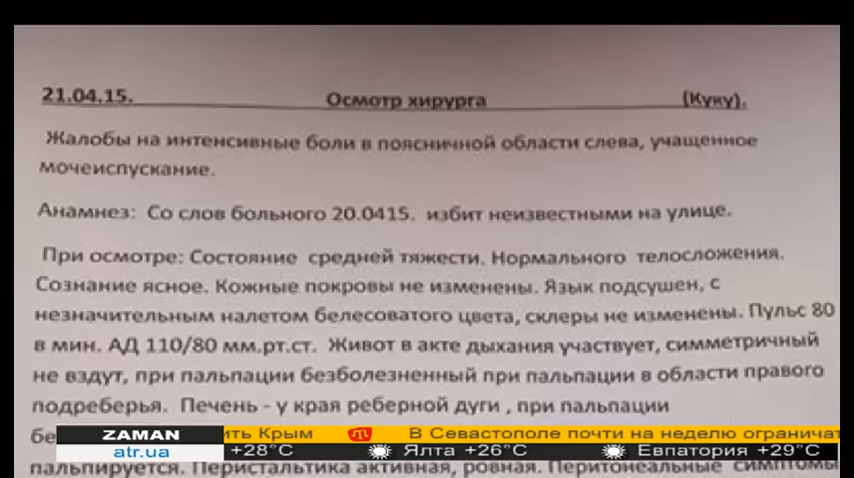 21.04.15. Осмотр хирурга (Куку).
Жалобы на интенсивные боли в поясничной области слева, учащенное
мочеиспускание.
Анамнез: Со слов больного 20.0415. избит неизвестными на улице.
При осмотре: Состояние средней тяжести. Нормального телосложения.
Сознание ясное. Кожные покровы не изменены. Язык подсушен, с
незначительным налетом белесоватого цвета, склеры не изменены. Пульс 80
в мин. АД 110/80 мм.рт.ст. Живот в акте дыхания участвует, симметричный
не вздут, при пальпации безболезненный при пальпации в области правого
подреберья. Печень - у края реберной дуги , при пальпации
бе
ZAMAN ить Крым В Севастополе почти на неделю ограничат
atr.ua +28°C Ялта +26°C Евпатория +29°C
пальпируется. Перистальтика активная, ровная. Перитонеальные симптомы